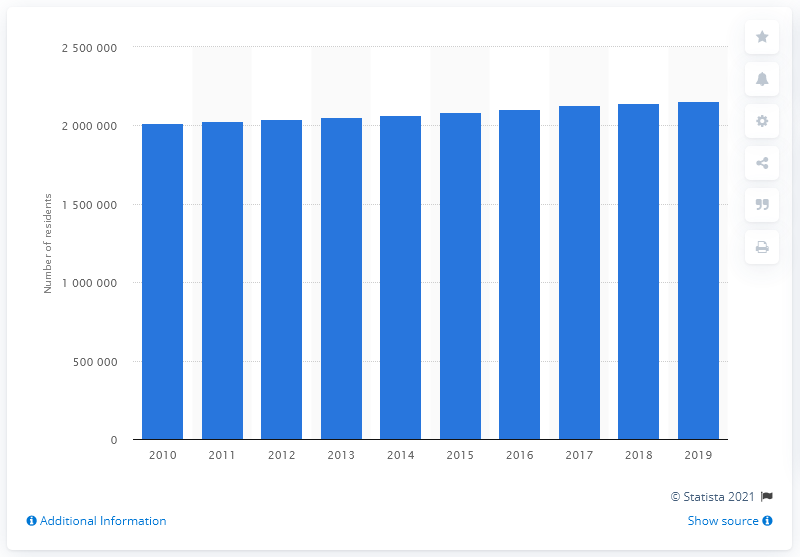 2 500 000
2 000 000
1 500 000
1 000 000
500 000
0
Number of residents
2010 2011 2012 2013 2014 2015 2016 2017 2018 2019
© Statista 2021
Additional Information
Show source